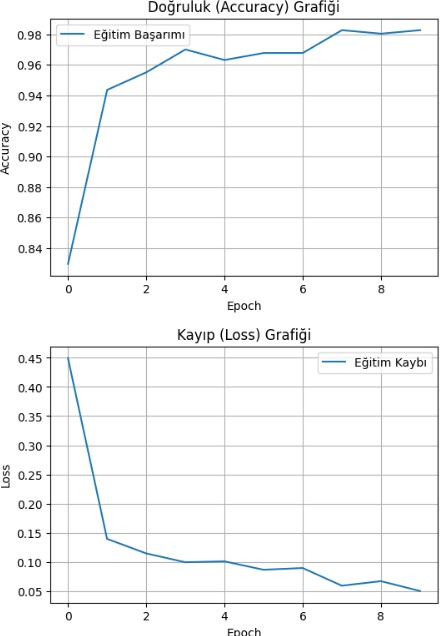 Doğruluk (Accuracy) Grafiği
Eğitim Başarımı
0.98
0.96
0.94
0.92
0.90
0.88
0.86
0.84
Accuracy
0 2 4 6 8
Epoch
Kayıp (Loss) Grafiği
Eğitim Kaybı
0.45
0.40
0.35
0.30
0.25
0.20
0.15
0.10
0.05
Loss
0 2 4 6 8
Epoch